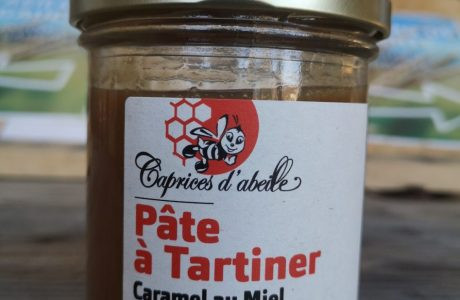 Caprices d'abeille
Pâte
à Tartiner
Caramel au Miel